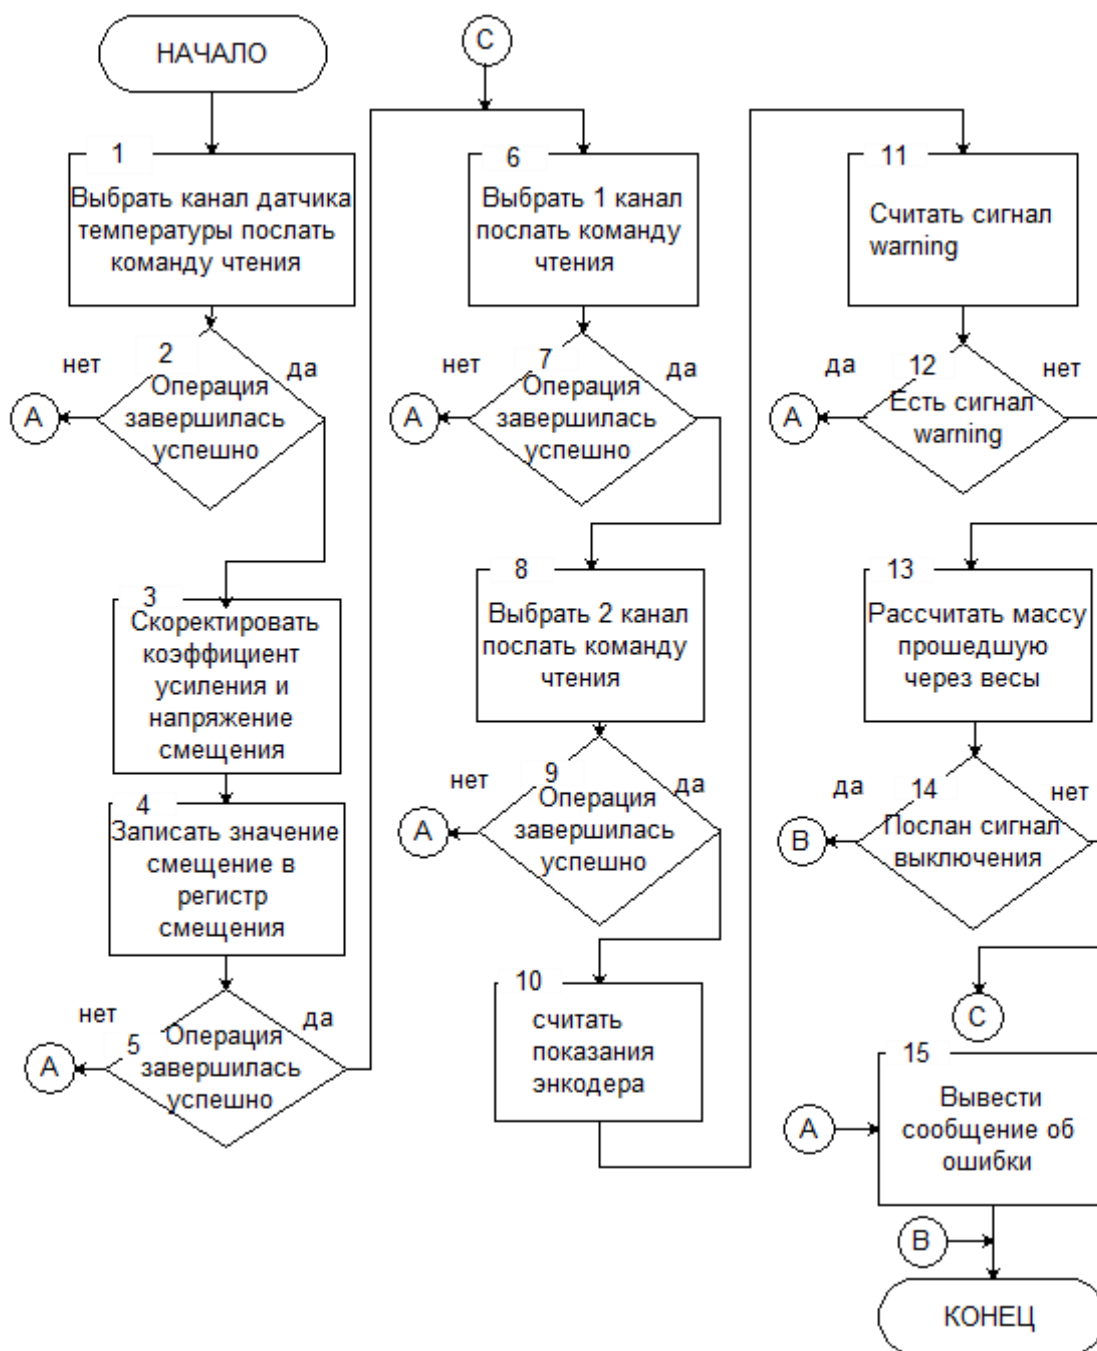 НАЧАЛО
1
Выбрать канал датчика
температуры послать
команду чтения
2
нет
да
Операция
завершилась
успешно
A
3
Скоректировать
коэффициент
усиления и
напряжение
смещения
4
Записать значение
смещение в
регистр
смещения
нет
5
да
Операция
завершилась
успешно
A
C
6
Выбрать 1 канал
послать команду
чтения
нет
7
да
Операция
завершилась
успешно
A
8
Выбрать 2 канал
послать команду
чтения
нет
9
да
Операция
завершилась
успешно
A
10
считать
показания
энкодера
11
Считать сигнал
warning
да
12
нет
Есть сигнал
warning
A
13
Рассчитать массу
прошедшую
через весы
да
14
нет
Послан сигнал
выключения
B
C
15
Вывести
сообщение об
ошибки
A
B
КОНЕЦ